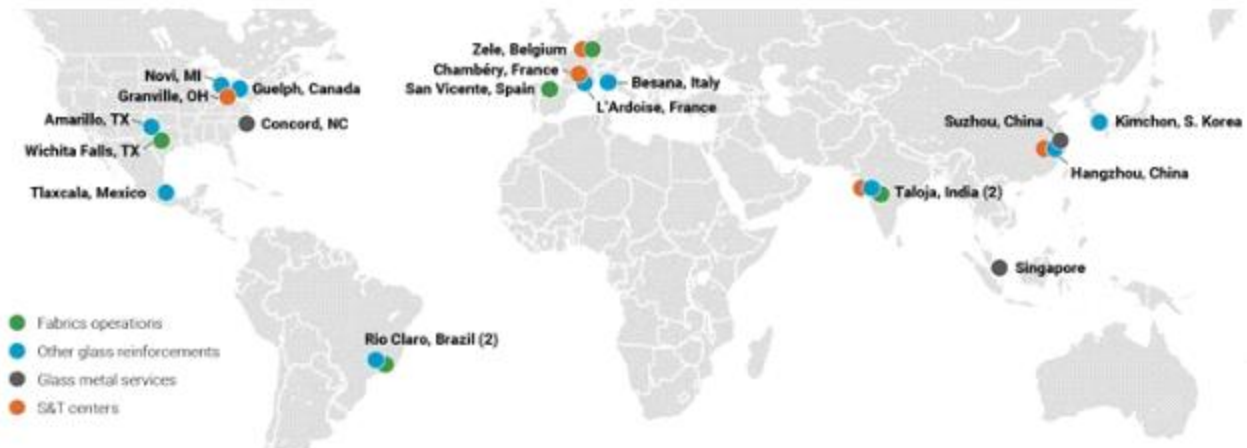 Novi, MI
Guelph, Canada
Granville, OH
Amarillo, TX
Concord, NC
Wichita Falls, TX
Tlaxcala, Mexico
Rio Claro, Brazil (2)
Zele, Belgium
Chambéry, France
San Vicente, Spain
Besana, Italy
L'Ardoise, France
Suzhou, China
Kimchon, S. Korea
Hangzhou, China
Taloja, India (2)
Singapore
Fabrics operations
Other glass reinforcements
Glass metal services
S&T centers